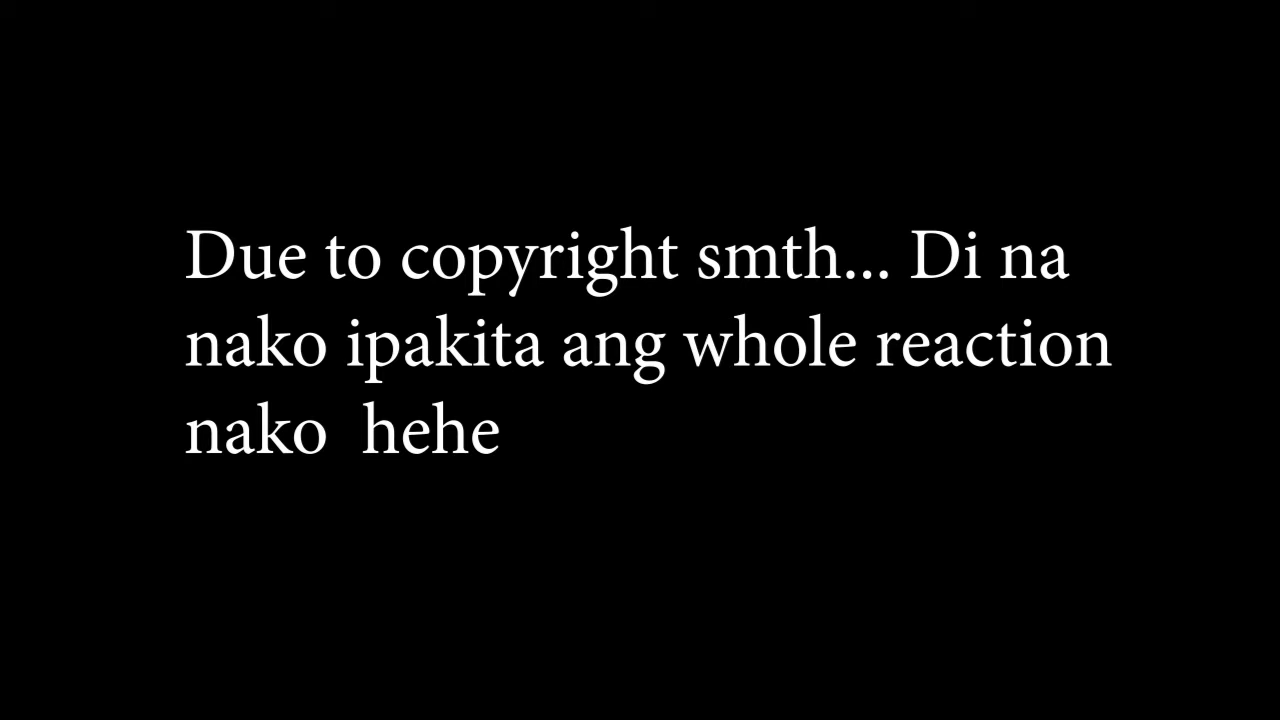 Due to copyright smth... Di na
nako ipakita ang whole reaction
nako  hehe